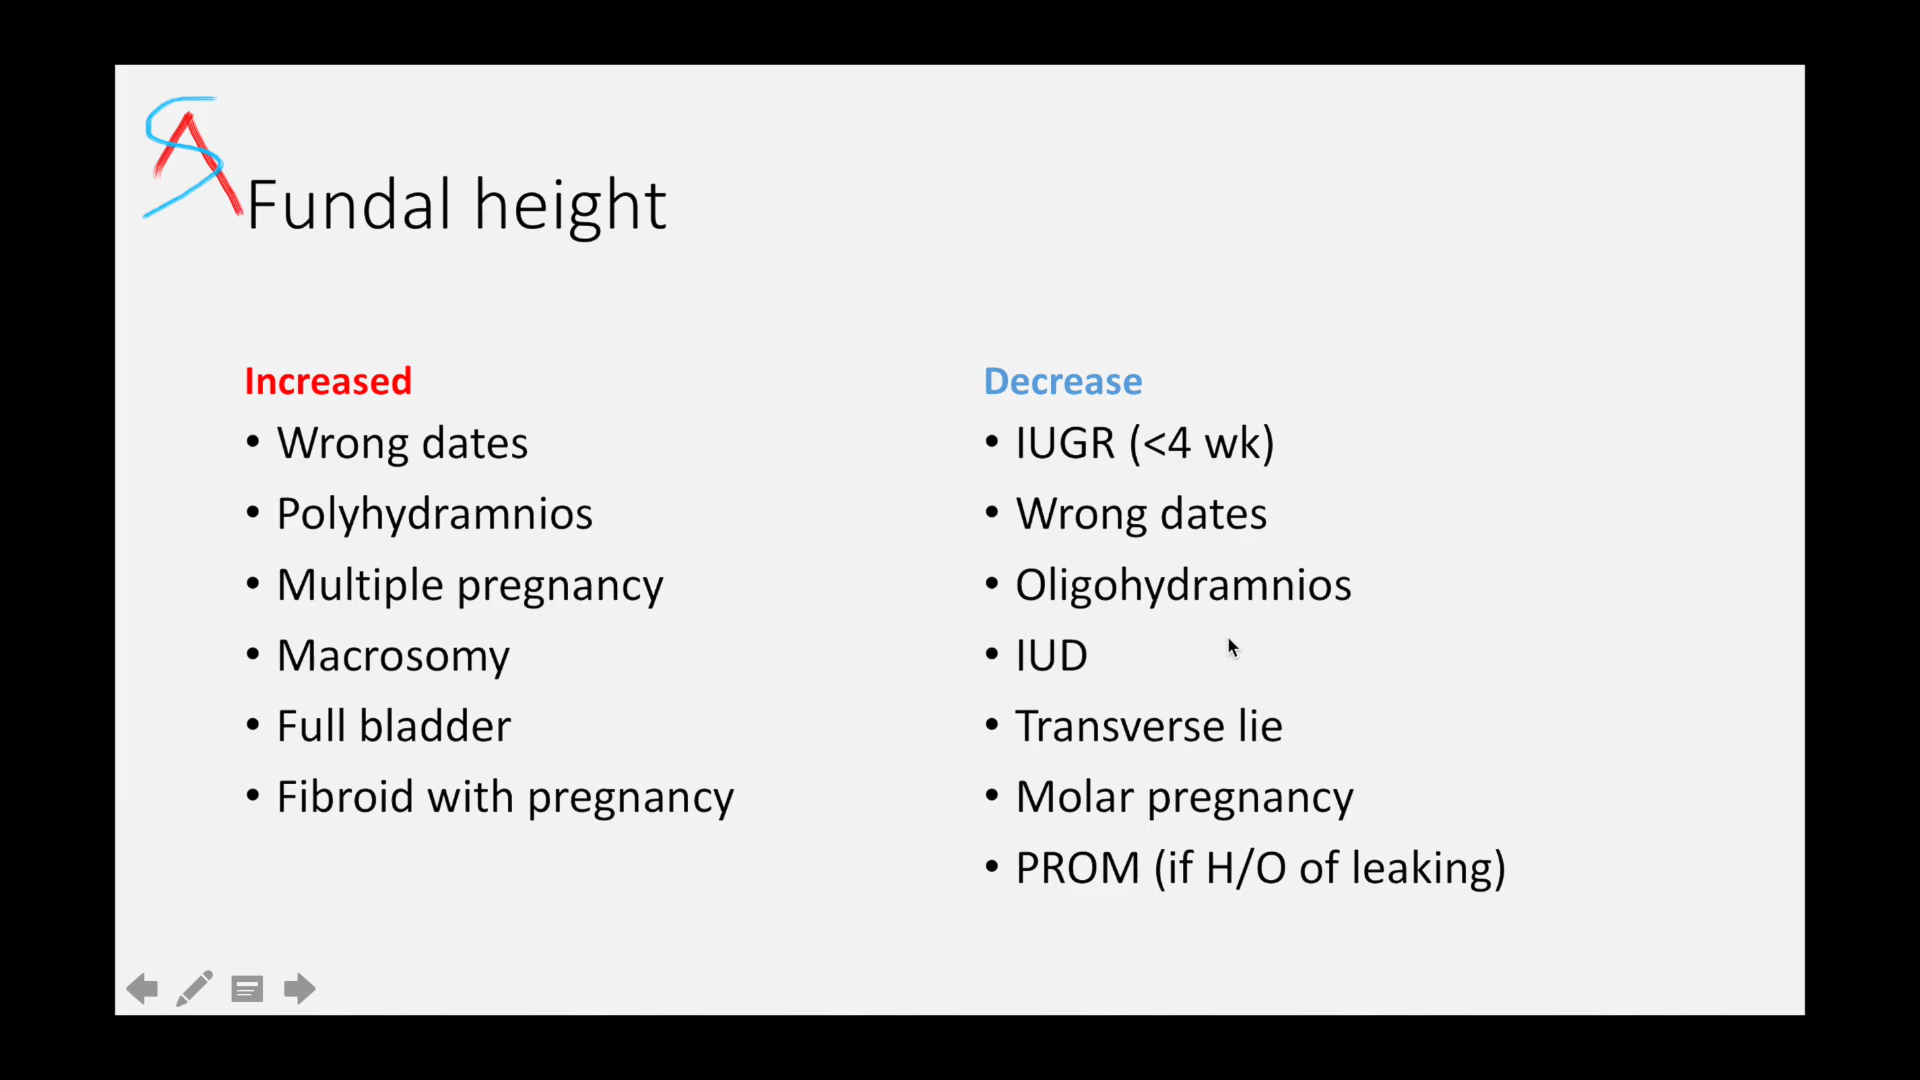 SA
Fundal height
Increased
• Wrong dates
• Polyhydramnios
• Multiple pregnancy
• Macrosomy
• Full bladder
• Fibroid with pregnancy
Decrease
• IUGR (<4 wk)
• Wrong dates
• Oligohydramnios
• IUD
• Transverse lie
• Molar pregnancy
• PROM (if H/O of leaking)